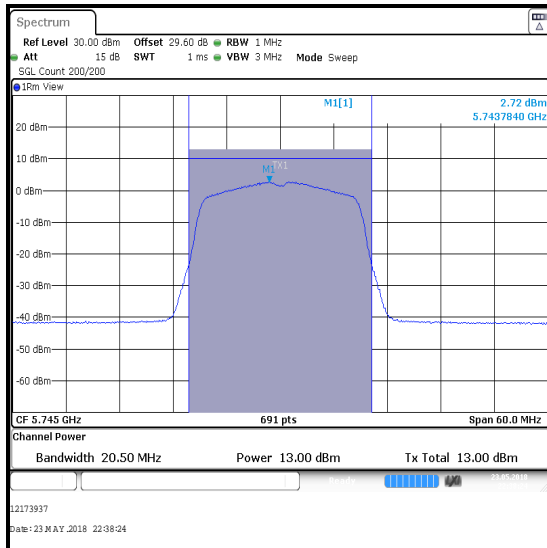 Spectrum
Ref Level 30.00 dBm Offset 29.60 dB RBW 1 MHz
Att 15 dB SWT 1 ms VBW 3 MHz Mode Sweep
SGL Count 200/200
1Rm View
M1[1] 2.72 dBm
5.7437840 GHz
20 dBm
10 dBm
TX1
M1
0 dBm
-10 dBm
-20 dBm
-30 dBm
-40 dBm
-50 dBm
-60 dBm
CF 5.745 GHz 691 pts Span 60.0 MHz
Channel Power
Bandwidth 20.50 MHz Power 13.00 dBm Tx Total 13.00 dBm
Ready 23.05.2018
12173937
Date: 23 MAY.2018 22:38:24